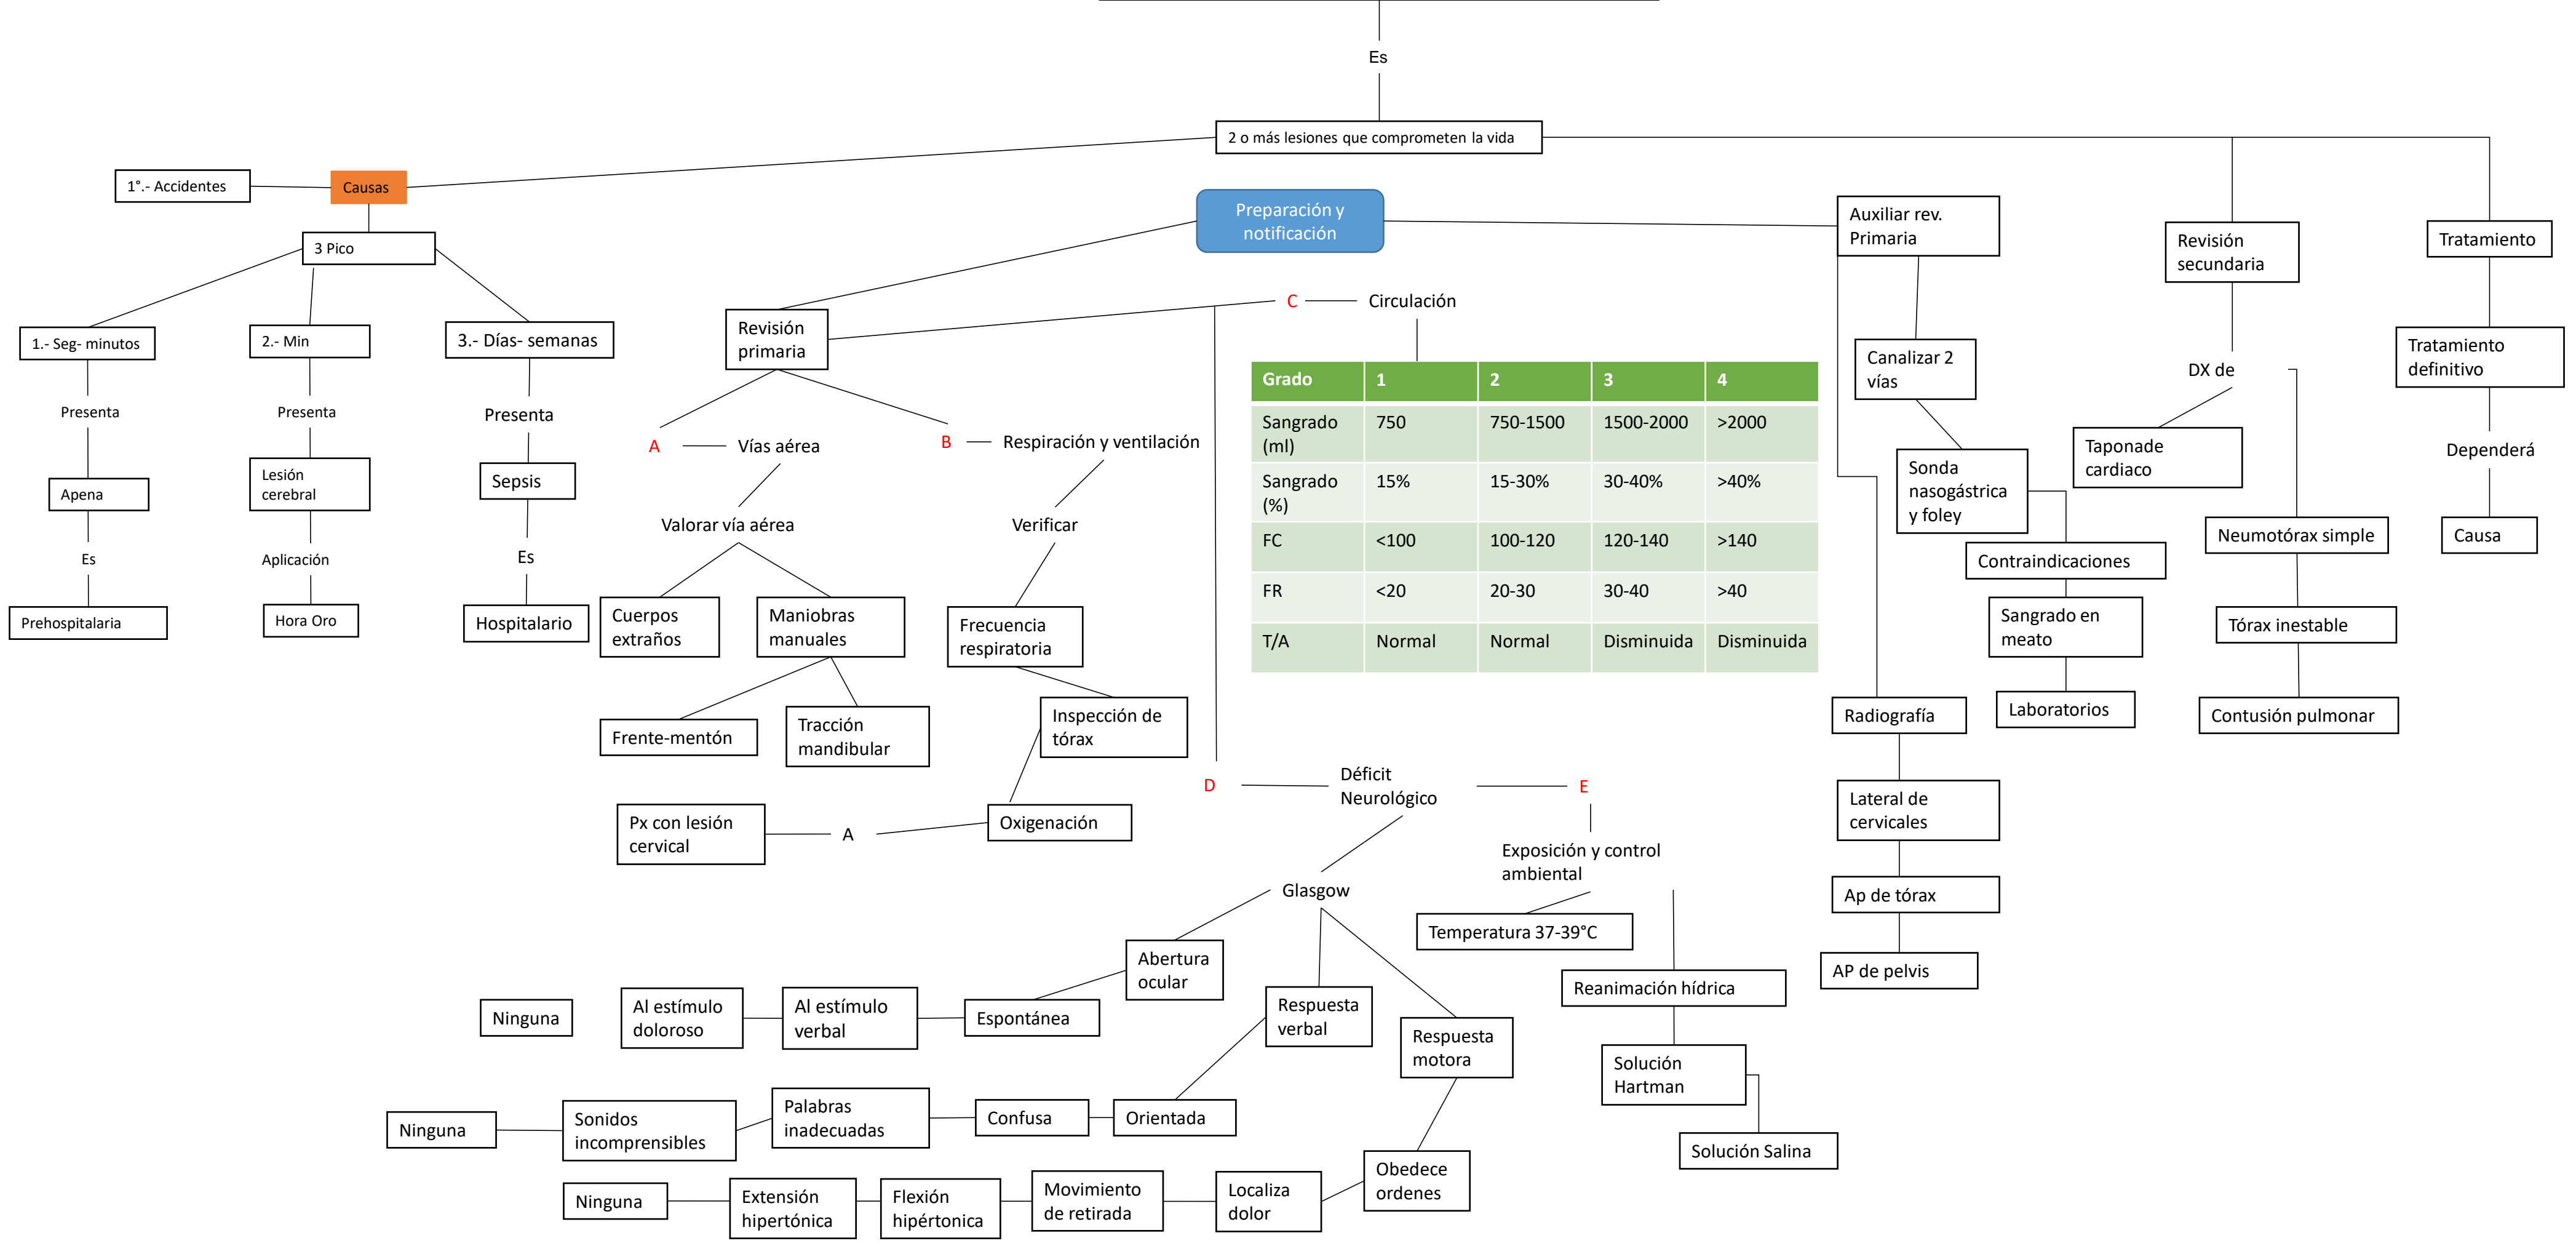 Es
2 o más lesiones que comprometen la vida
1°.- Accidentes
Causas
3 Pico
1.- Seg- minutos
Presenta
Apena
Es
Prehospitalaria
2.- Min
Presenta
Lesión
cerebral
Aplicación
Hora Oro
3.- Días- semanas
Presenta
Sepsis
Es
Hospitalario
Preparación y
notificación
Revisión
primaria
A
Vías aérea
Valorar vía aérea
Cuerpos
extraños
Maniobras
manuales
Frente-mentón
Tracción
mandibular
B
Respiración y ventilación
Verificar
Frecuencia
respiratoria
Inspección de
tórax
Oxigenación
A
Px con lesión
cervical
C
Circulación
Grado 1 2 3 4
Sangrado
(ml) 750 750-1500 1500-2000 >2000
Sangrado
(%) 15% 15-30% 30-40% >40%
FC <100 100-120 120-140 >140
FR <20 20-30 30-40 >40
T/A Normal Normal Disminuida Disminuida
D
Déficit
Neurológico
Glasgow
Abertura
ocular
Espontánea
Al estímulo
verbal
Al estímulo
doloroso
Ninguna
Respuesta
verbal
Orientada
Confusa
Palabras
inadecuadas
Sonidos
incomprensibles
Ninguna
Respuesta
motora
Obedece
ordenes
Localiza
dolor
Movimiento
de retirada
Flexión
hipértonica
Extensión
hipertónica
Ninguna
E
Exposición y control
ambiental
Temperatura 37-39°C
Reanimación hídrica
Solución
Hartman
Solución Salina
Auxiliar rev.
Primaria
Canalizar 2
vías
Sonda
nasogástrica
y foley
Contraindicaciones
Sangrado en
meato
Laboratorios
Radiografía
Lateral de
cervicales
Ap de tórax
AP de pelvis
Revisión
secundaria
DX de
Taponade
cardiaco
Neumotórax simple
Tórax inestable
Contusión pulmonar
Tratamiento
Tratamiento
definitivo
Dependerá
Causa